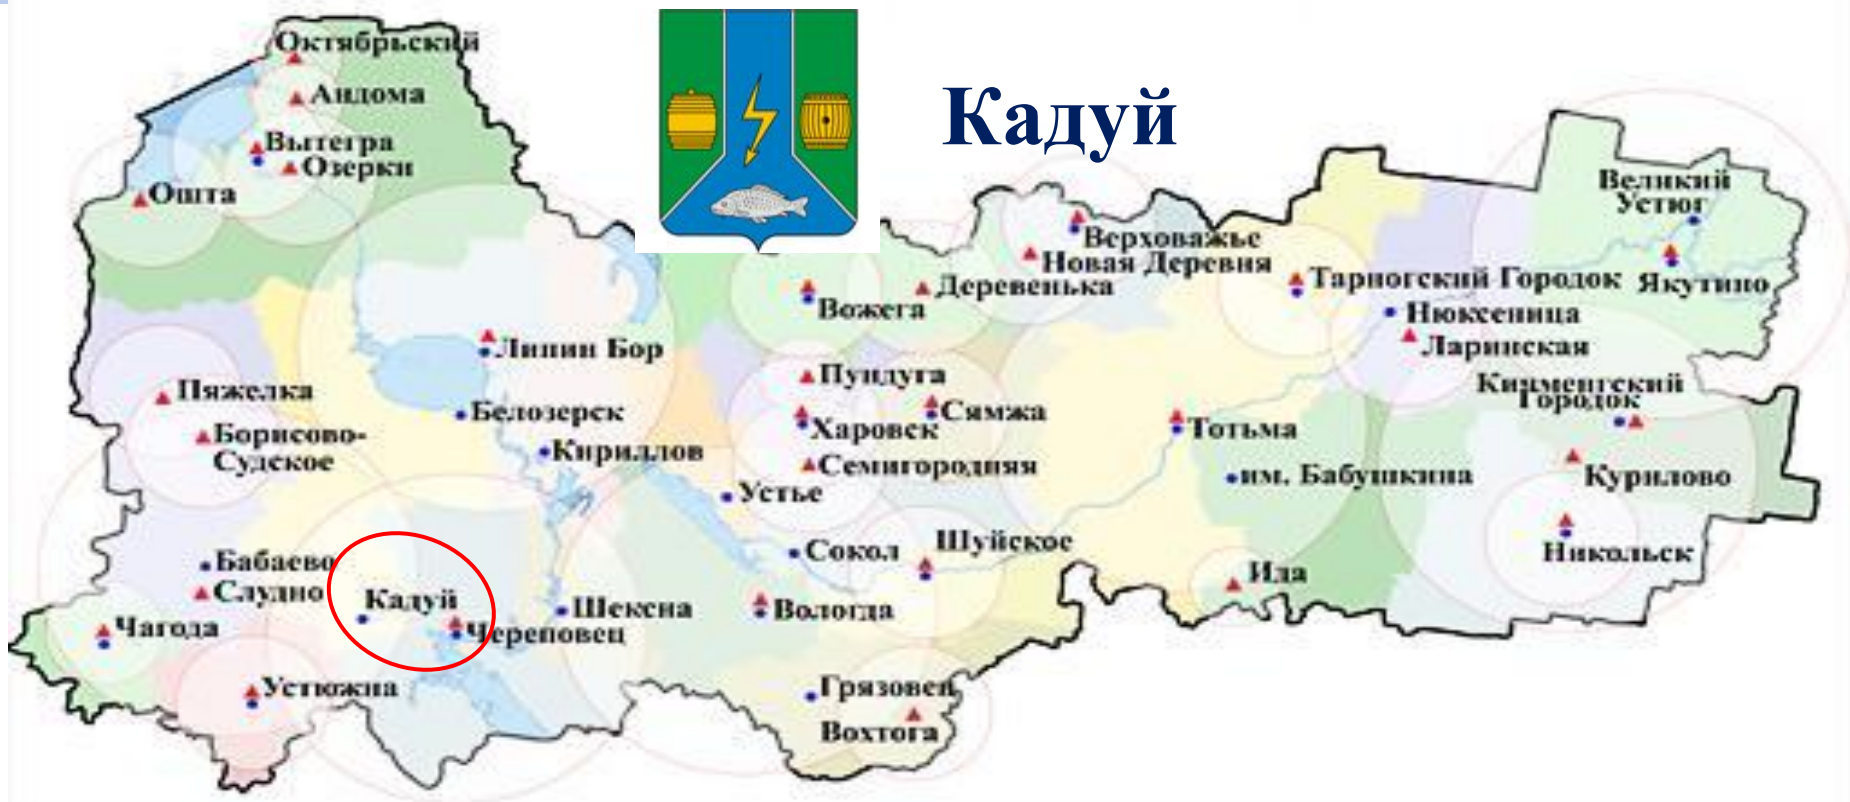 Кадуй
Октябрьский
Андома
Вытегра
Озерки
Ошта
Великий
Устюг
Верховажье
Новая Деревня
Деревенька
Вожега
Тарногский Городок
Якутино
Нюксеница
Ларинская
Липин Бор
Пундуга
Пяжелка
Кичменгский
Городок
Белозерск
Сямжа
Харовск
Тотьма
Борисово-
Судское
Кириллов
Семигородняя
им. Бабушкина
Курилово
Устье
Сокол
Шуйское
Никольск
Бабаево
Слудно
Кадуй
Ида
Шексна
Вологда
Чагода
Череповец
Устюжна
Грязовец
Вохтога